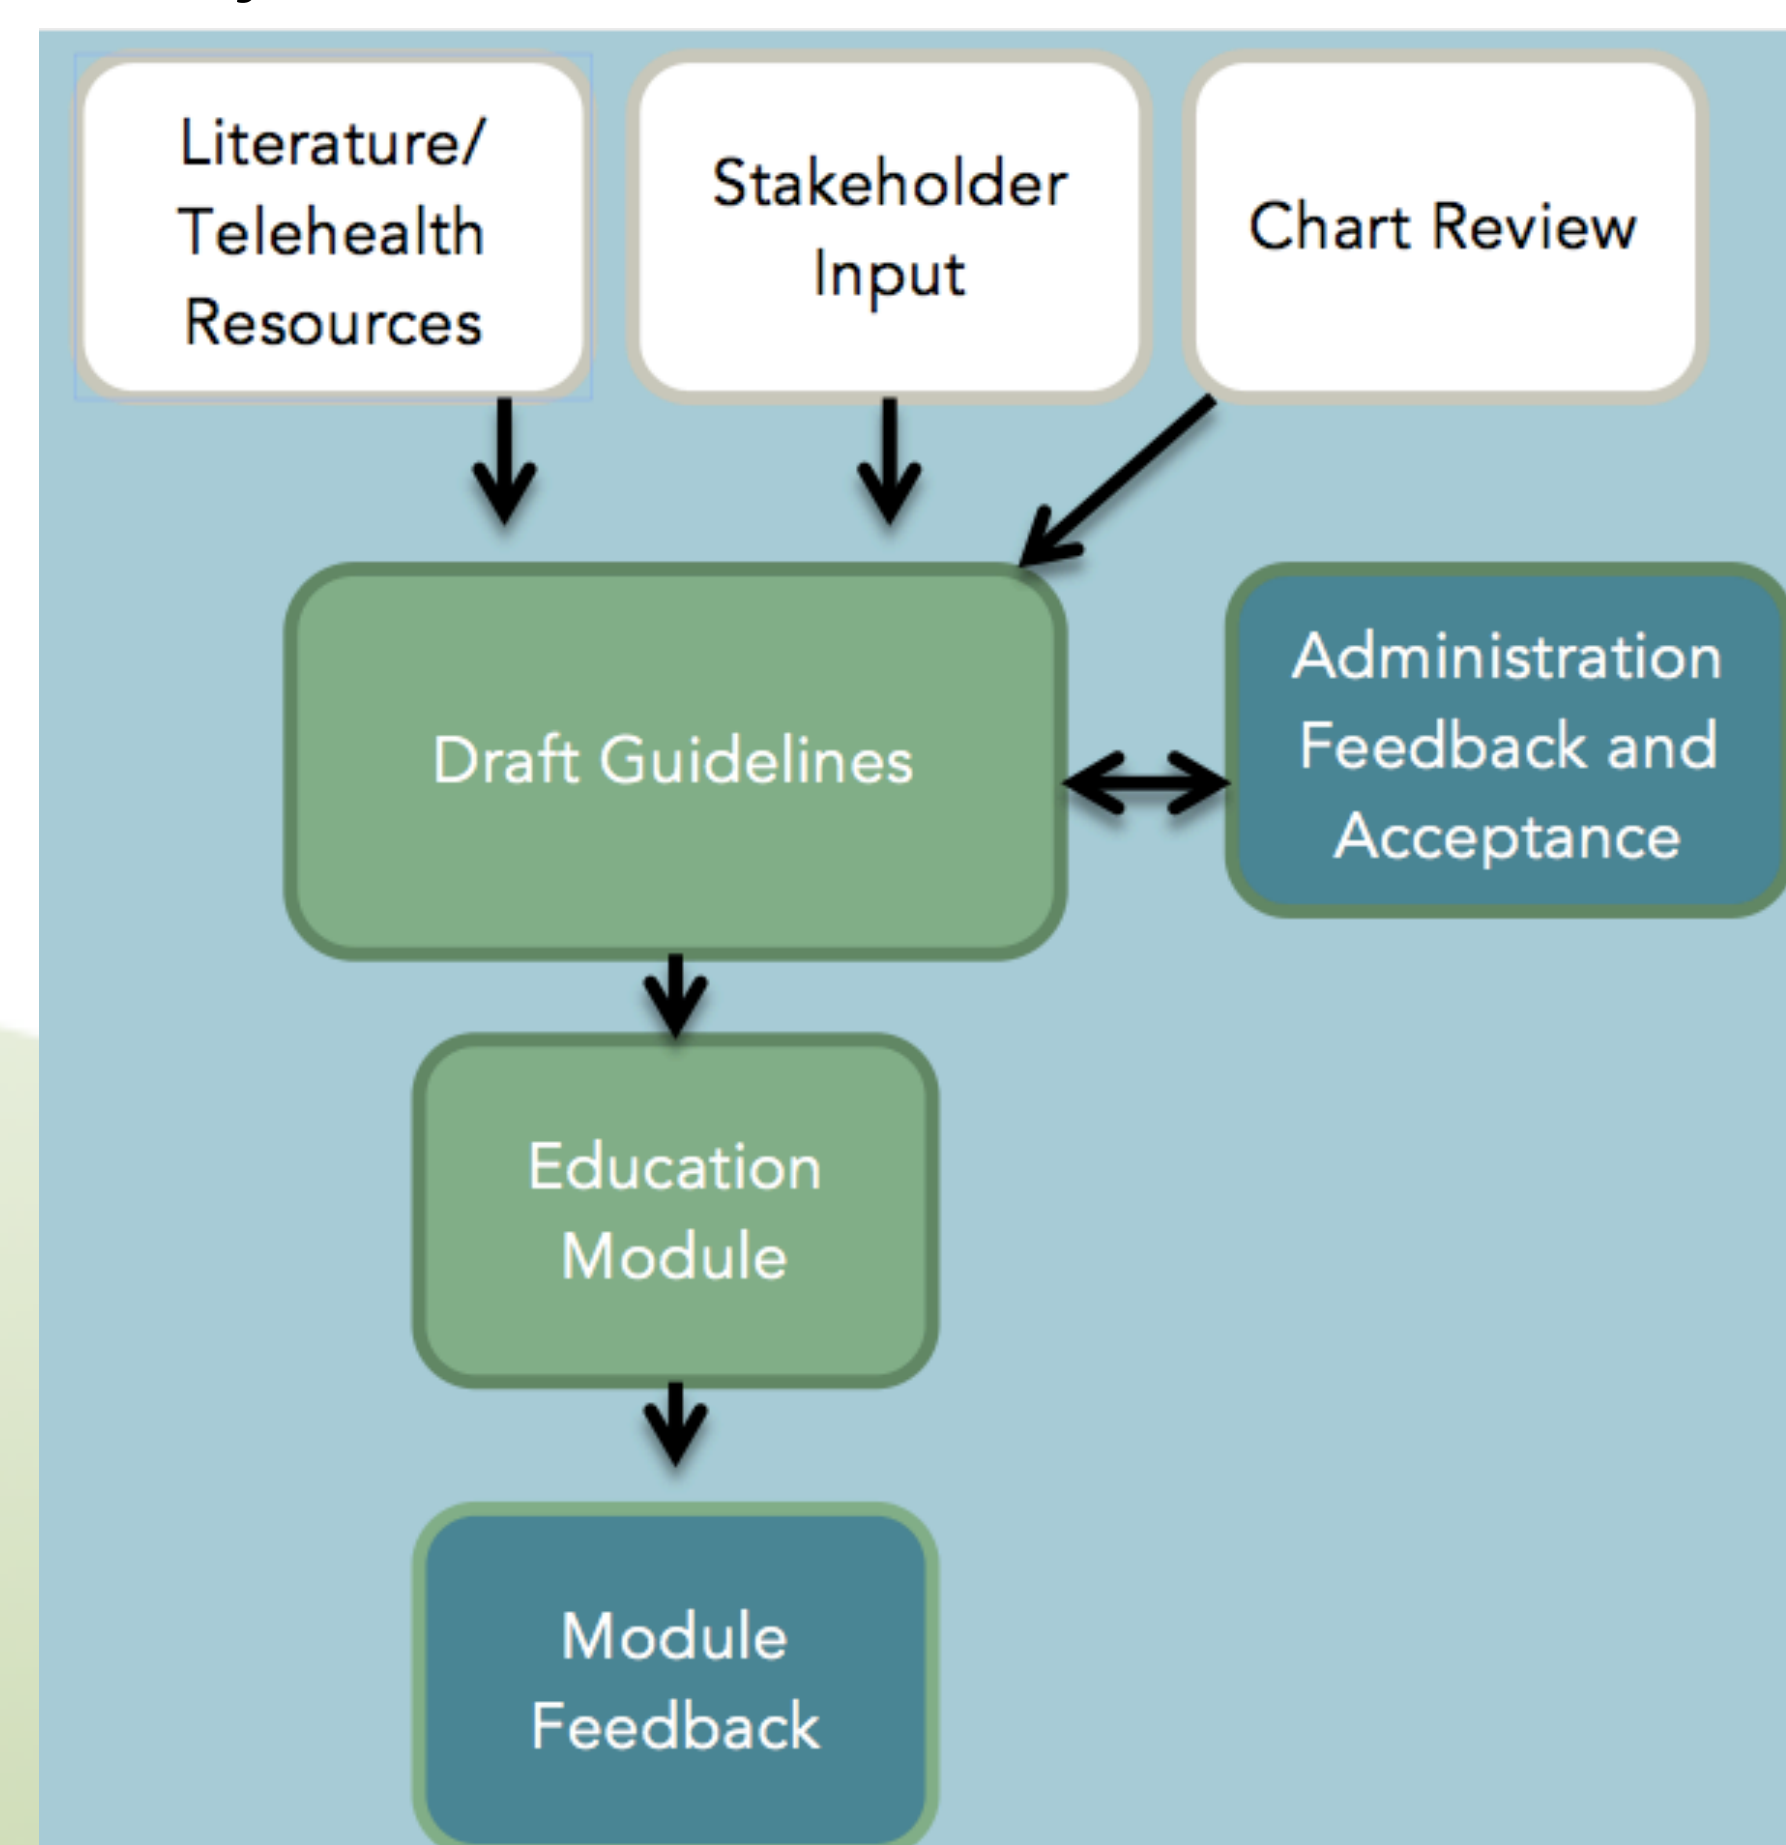 Literature/
Telehealth
Resources
Stakeholder
Input
Chart Review
Draft Guidelines
Administration
Feedback and
Acceptance
Education
Module
Module
Feedback